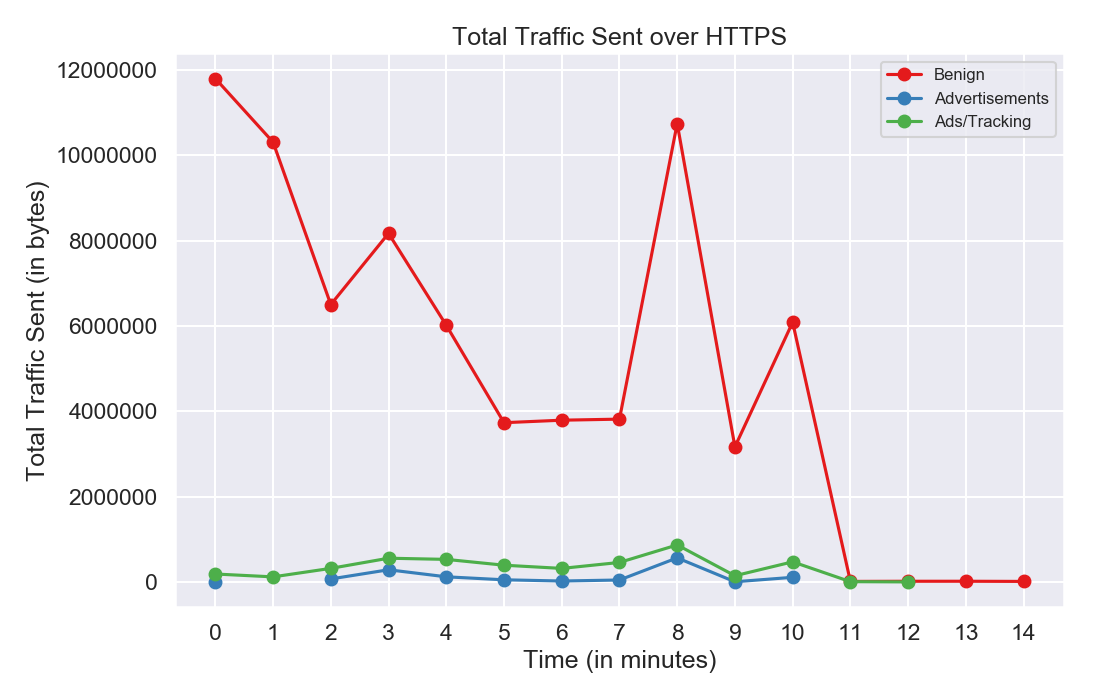 Total Traffic Sent over HTTPS
Benign
Advertisements
Ads/Tracking
Total Traffic Sent (in bytes)
12000000
10000000
8000000
6000000
4000000
2000000
0
0 1 2 3 4 5 6 7 8 9 10 11 12 13 14
Time (in minutes)